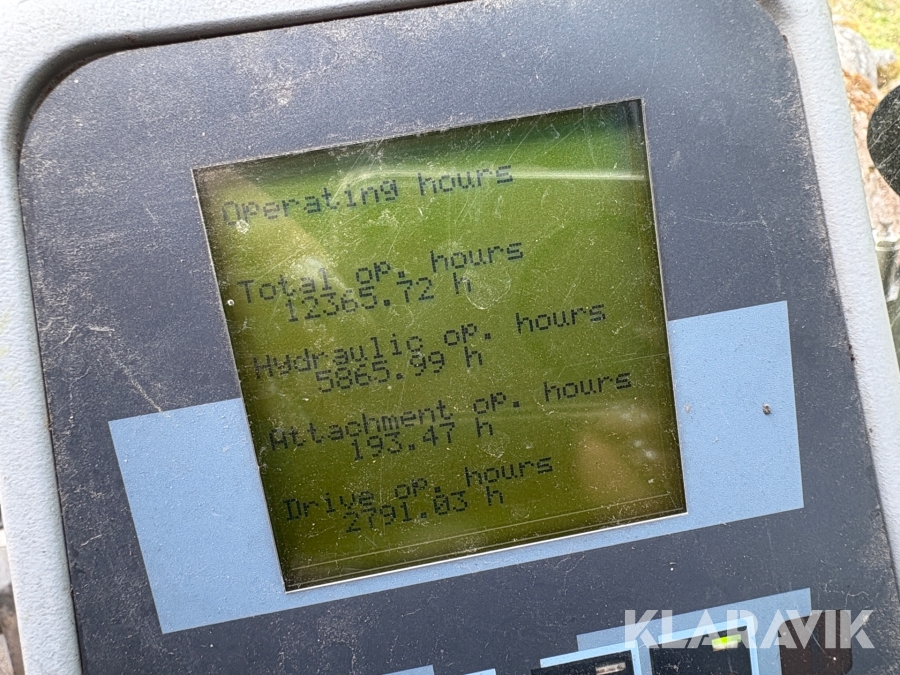 Operating hours
Total op. hours
12365.72 h
Hydraulic op. hours
5865.99 h
Attachment op. hours
193.47 h
Drive op. hours
2791.03 h
KLARAVIK